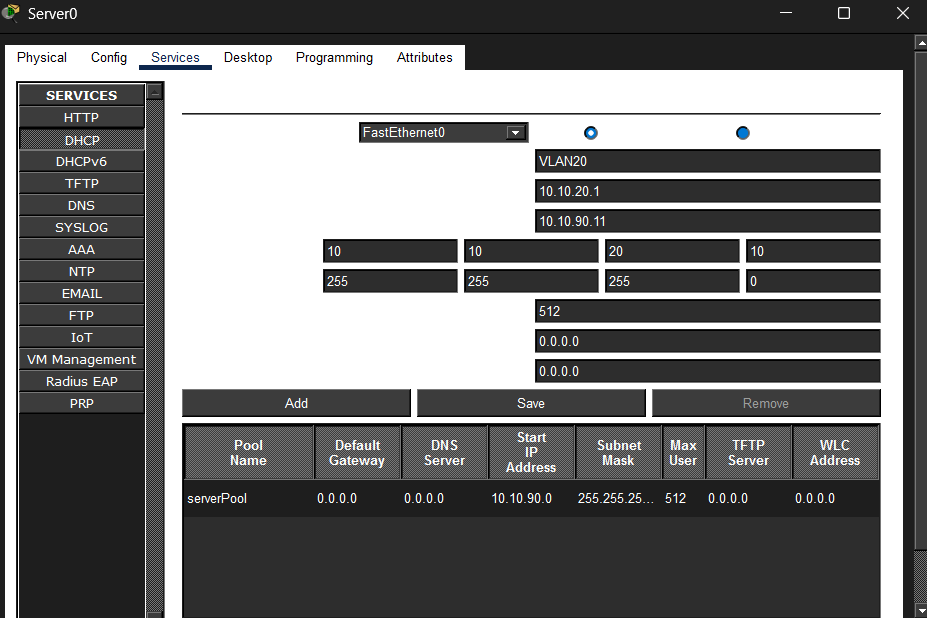 Server0
Physical Config Services Desktop Programming Attributes
SERVICES
HTTP
DHCP
DHCPv6
TFTP
DNS
SYSLOG
AAA
NTP
EMAIL
FTP
IoT
VM Management
Radius EAP
PRP
FastEthernet0
VLAN20
10.10.20.1
10.10.90.11
10 10 20 10
255 255 255 0
512
0.0.0.0
0.0.0.0
Add Save Remove
Pool Name Default Gateway DNS Server Start IP Address Subnet Mask Max User TFTP Server WLC Address
serverPool 0.0.0.0 0.0.0.0 10.10.90.0 255.255.25... 512 0.0.0.0 0.0.0.0